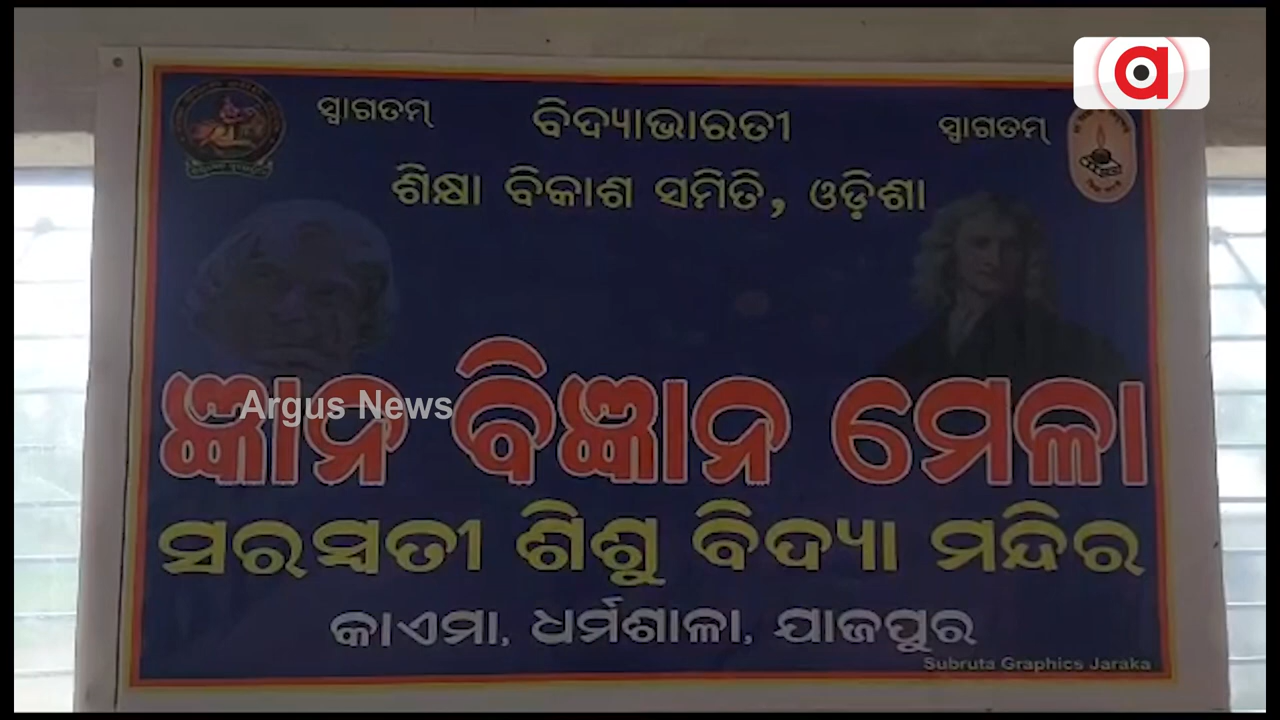 ସ୍ୱାଗତମ୍ ବିଦ୍ୟାଭାରତୀ ସ୍ୱାଗତମ୍
ଶିକ୍ଷା ବିକାଶ ସମିତି, ଓଡ଼ିଶା
ଜ୍ଞାନ ବିଜ୍ଞାନ ମେଳା
Argus News
ସରସ୍ୱତୀ ଶିଶୁ ବିଦ୍ୟା ମନ୍ଦିର
କାଏମା, ଧର୍ମଶାଳା, ଯାଜପୁର
Subruta Graphics Jaraka